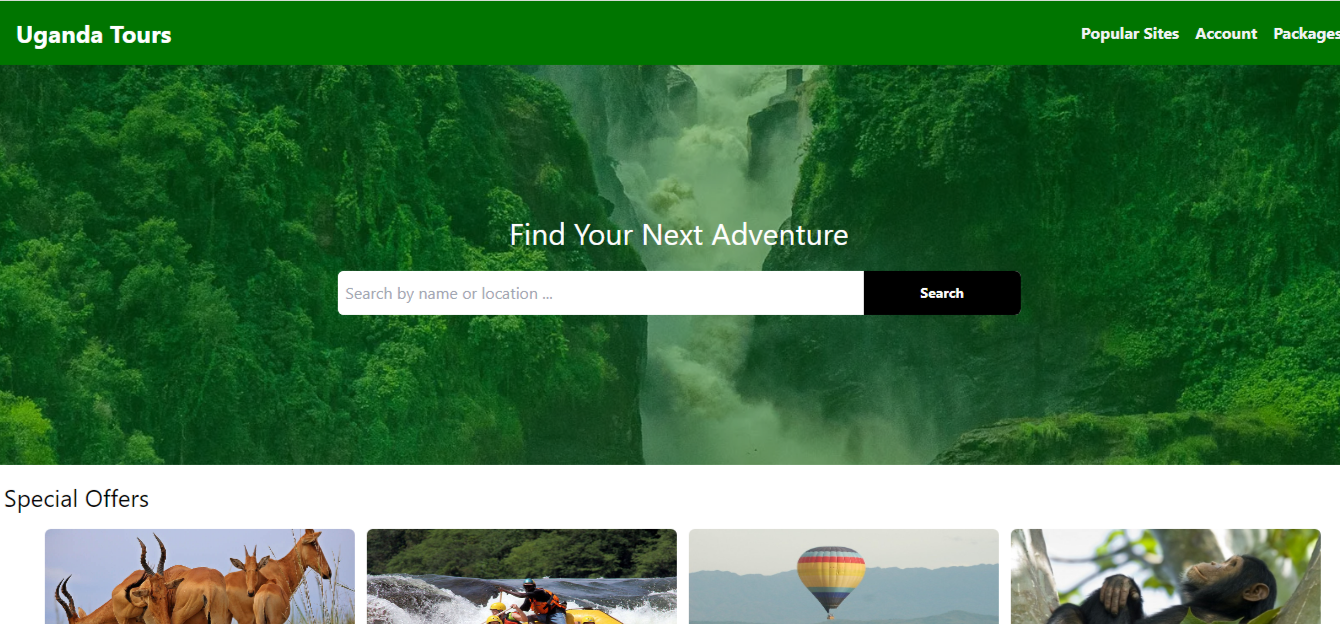 Uganda Tours
Popular Sites Account Packages
Find Your Next Adventure
Search by name or location ...
Search
Special Offers